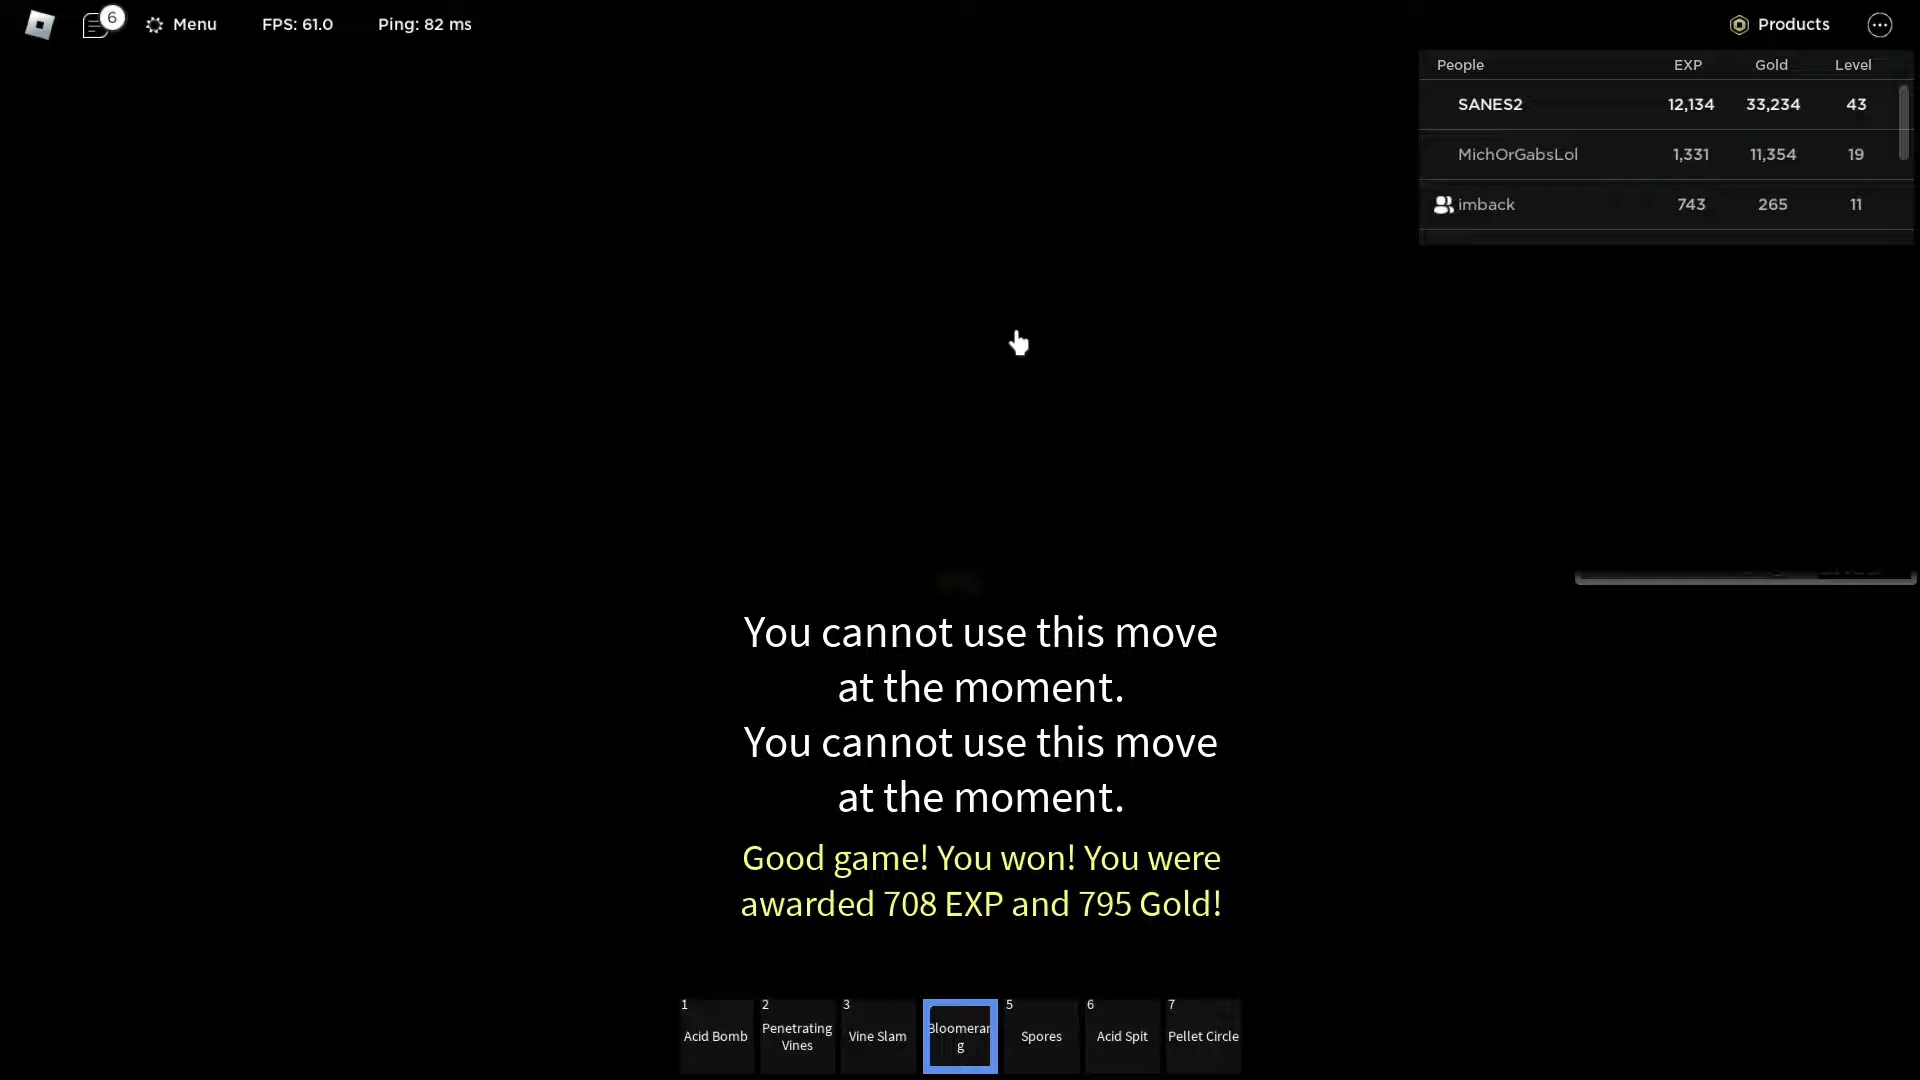 6
Menu
FPS: 61.0
Ping: 82 ms
Products
People EXP Gold Level
SANES2 12,134 33,234 43
MichOrGabsLol 1,331 11,354 19
imback 743 265 11
You cannot use this move
at the moment.
You cannot use this move
at the moment.
Good game! You won! You were
awarded 708 EXP and 795 Gold!
1 Acid Bomb
2 Penetrating
Vines
3 Vine Slam
Bloomeran
g
5 Spores
6 Acid Spit
7 Pellet Circle